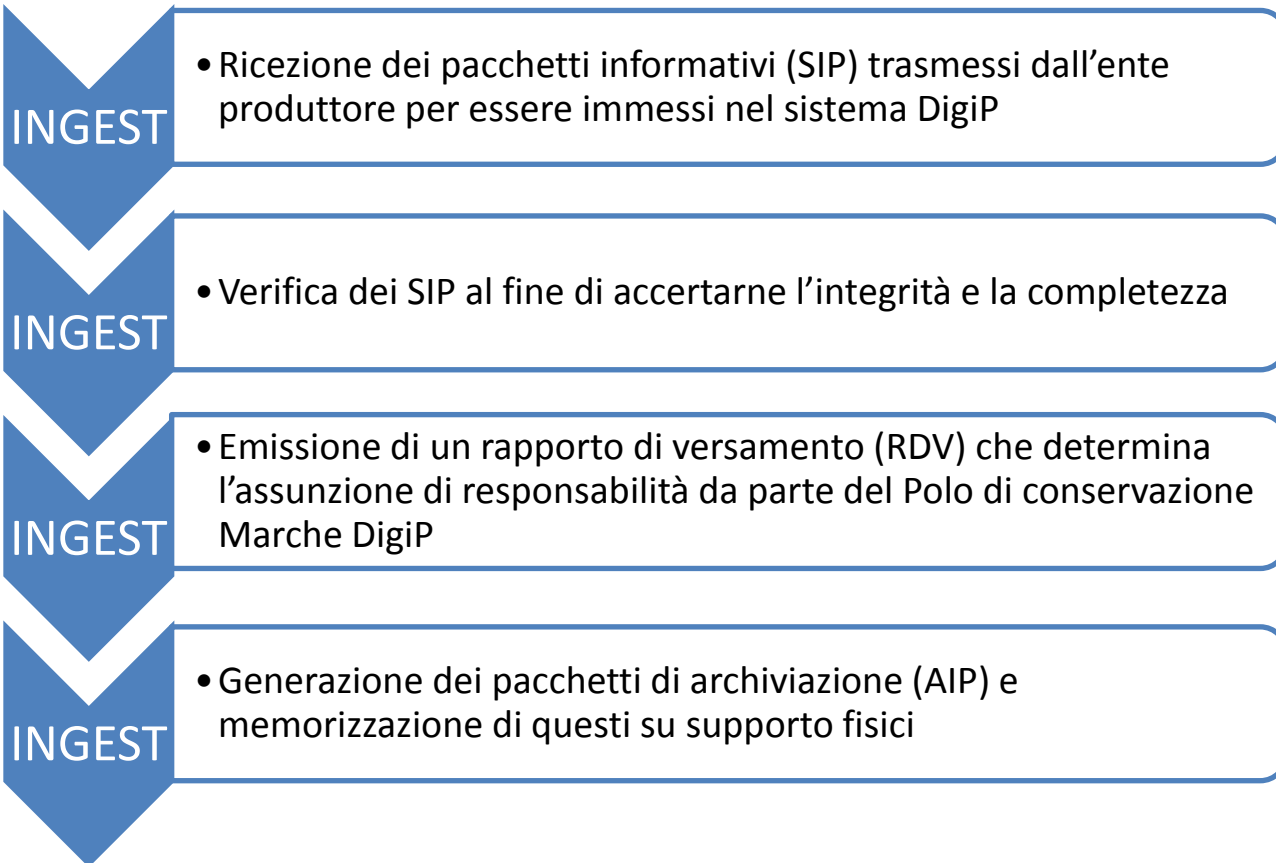 INGEST
•Ricezione dei pacchetti informativi (SIP) trasmessi dall’ente
produttore per essere immessi nel sistema DigiP
INGEST
•Verifica dei SIP al fine di accertarne l’integrità e la completezza
INGEST
•Emissione di un rapporto di versamento (RDV) che determina
l’assunzione di responsabilità da parte del Polo di conservazione
Marche DigiP
INGEST
•Generazione dei pacchetti di archiviazione (AIP) e
memorizzazione di questi su supporto fisici